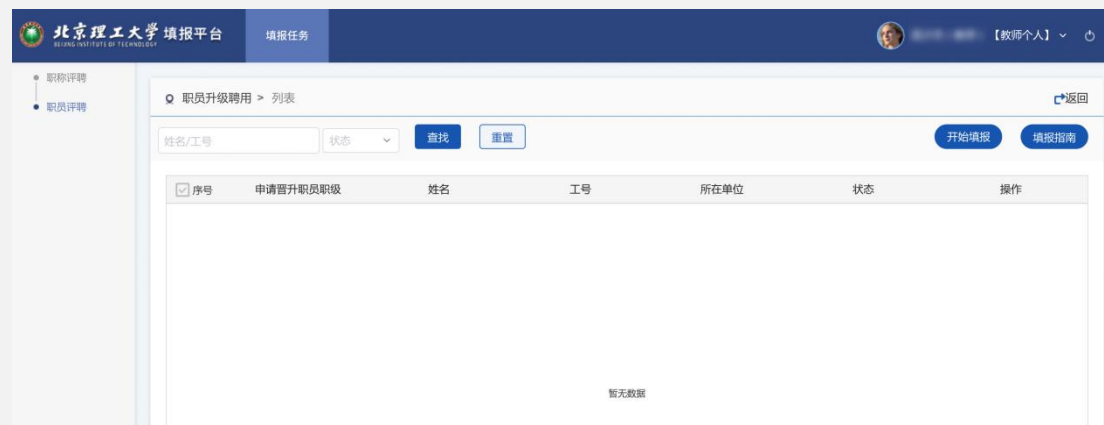 北京理工大学 填报平台 填报任务 【教师个人】
BEIJING INSTITUTE OF TECHNOLOGY
职称评聘
职员评聘
职员升级聘用 > 列表 返回
姓名/工号 状态 查找 重置 开始填报 填报指南
序号 申请晋升职员职级 姓名 工号 所在单位 状态 操作
暂无数据